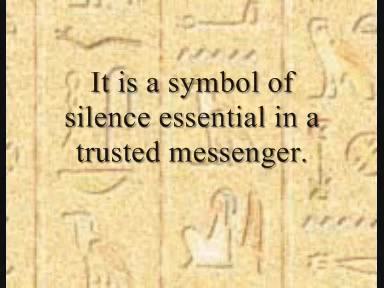 It is a symbol of
silence essential in a
trusted messenger.